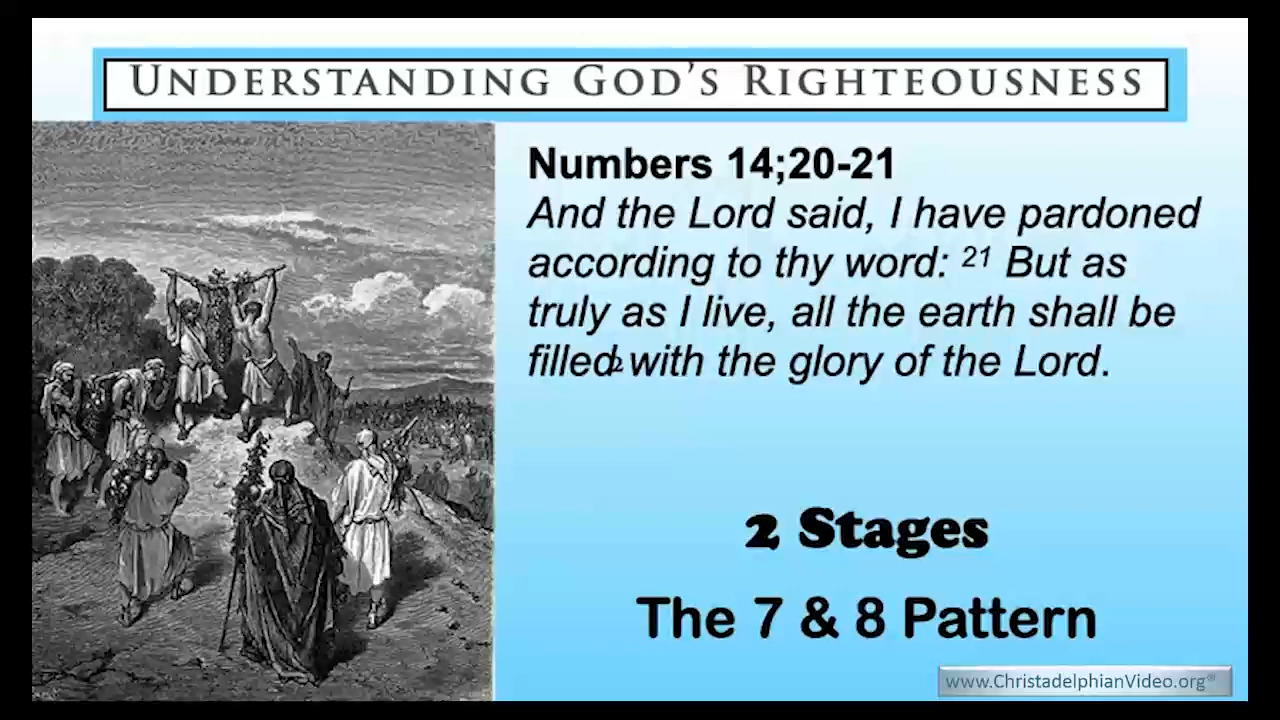 UNDERSTANDING GOD'S RIGHTEOUSNESS
Numbers 14;20-21
And the Lord said, I have pardoned
according to thy word: 21 But as
truly as I live, all the earth shall be
filled with the glory of the Lord.
2 Stages
The 7 & 8 Pattern
www.ChristadelphianVideo.org®